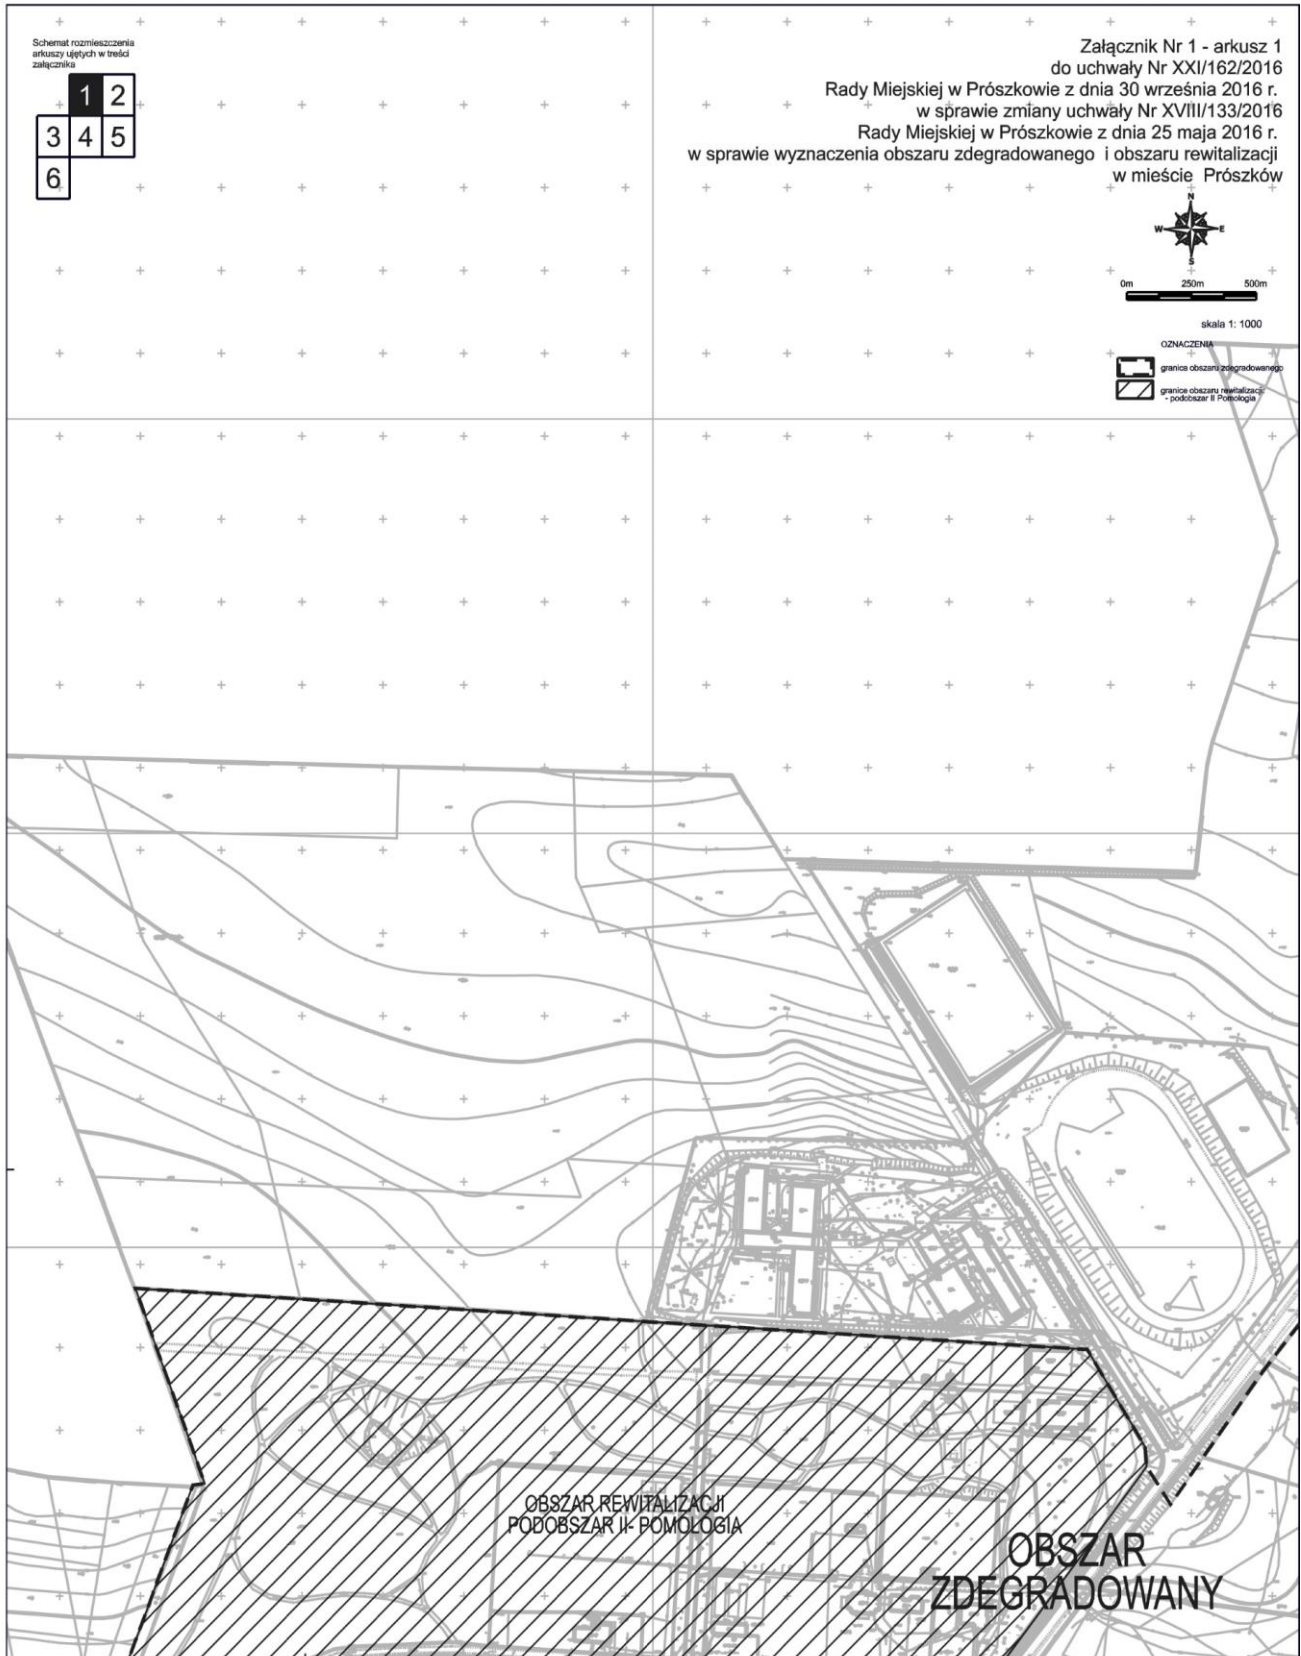 Schemat rozmieszczenia
arkuszy ujętych w treści
załącznika
1 2
3 4 5
6
Załącznik Nr 1 - arkusz 1
do uchwały Nr XXI/162/2016
Rady Miejskiej w Prószkowie z dnia 30 września 2016 r.
w sprawie zmiany uchwały Nr XVIII/133/2016
Rady Miejskiej w Prószkowie z dnia 25 maja 2016 r.
w sprawie wyznaczenia obszaru zdegradowanego i obszaru rewitalizacji
w mieście Prószków
N
W E
S
0m 250m 500m
skala 1: 1000
OZNACZENIA
granice obszaru zdegradowanego
granice obszaru rewitalizacji
- podobszar II Pomologia
OBSZAR REWITALIZACJI
PODOBSZAR II- POMOLOGIA
OBSZAR
ZDEGRADOWANY